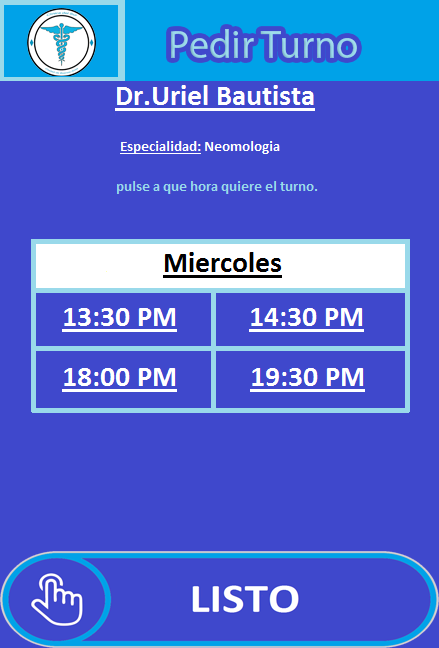 Pedir Turno
Dr.Uriel Bautista
Especialidad: Neomologia
pulse a que hora quiere el turno.
Miercoles
13:30 PM 14:30 PM
18:00 PM 19:30 PM
LISTO